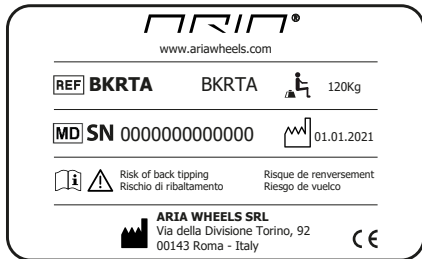 ARIA®
www.ariawheels.com
REF BKRTA BKRTA 120Kg
MD SN 0000000000000 01.01.2021
Risk of back tipping Risque de renversement
Rischio di ribaltamento Riesgo de vuelco
ARIA WHEELS SRL
Via della Divisione Torino, 92
00143 Roma - Italy CE